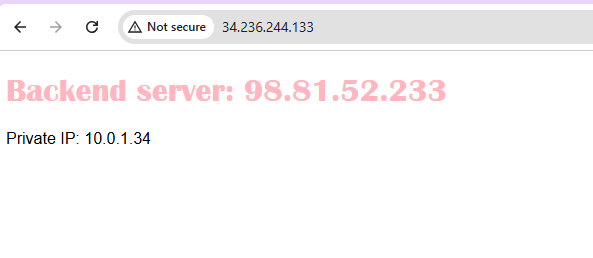 Not secure 34.236.244.133
Backend server: 98.81.52.233
Private IP: 10.0.1.34